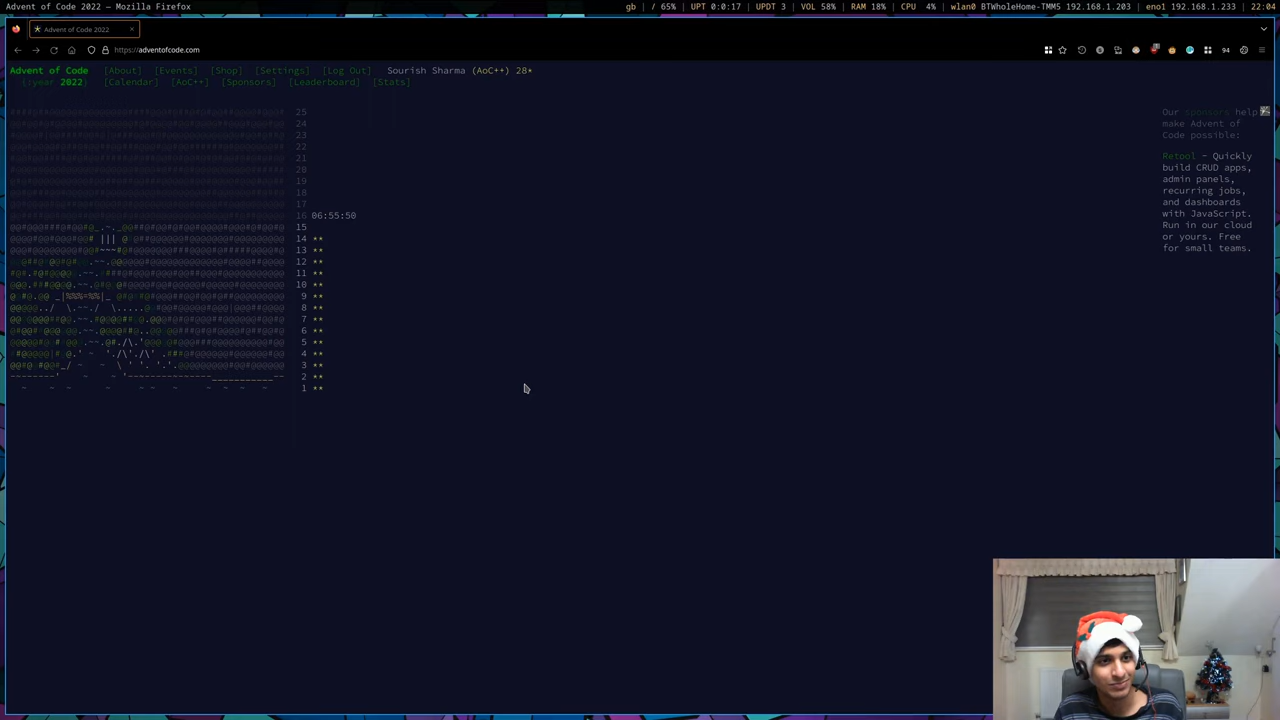 Advent of Code 2022 — Mozilla Firefox
gb | / 65% | UPT 0:0:17 | UPDT 3 | VOL 58% | RAM 18% | CPU 4% | wlan0 BTWholeHome-TMM5 192.168.1.203 | eno1 192.168.1.233 | 22:04
Advent of Code 2022
https://adventofcode.com
94
Advent of Code [About] [Events] [Shop] [Settings] [Log Out] Sourish Sharma (AoC++) 28*
2022 [Calendar] [AoC++] [Sponsors] [Leaderboard] [Stats]
25
24
23
22
21
20
19
18
17
16 06:55:50
15
14 **
13 **
12 **
11 **
10 **
9 **
8 **
7 **
6 **
5 **
4 **
3 **
2 **
1 **
Our sponsors help
make Advent of
Code possible:
Retool - Quickly
build CRUD apps,
admin panels,
recurring jobs,
and dashboards
with JavaScript.
Run in our cloud
or yours. Free
for small teams.